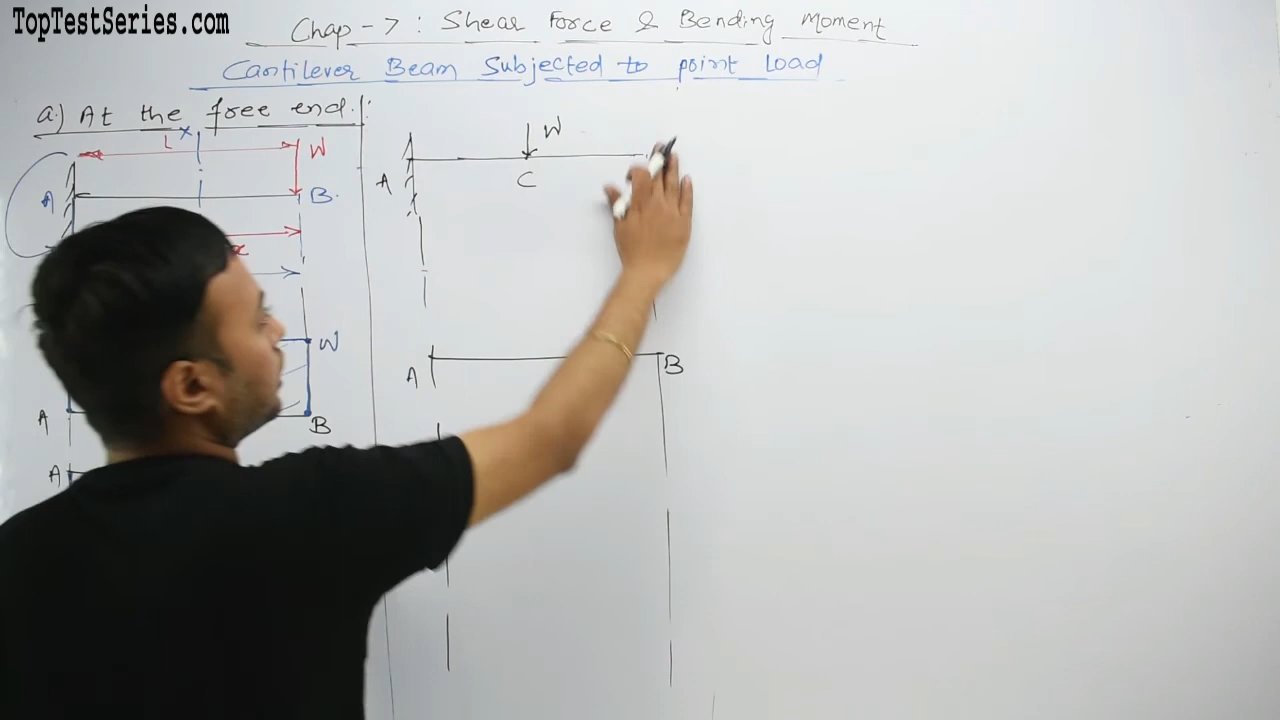 TopTestSeries.com
Chap - 7 : Shear Force & Bending Moment
Cantilever Beam Subjected to point Load
a.) At the free end :
X
L
W
A
B
x
W
A
B
A
W
A
C
A
B